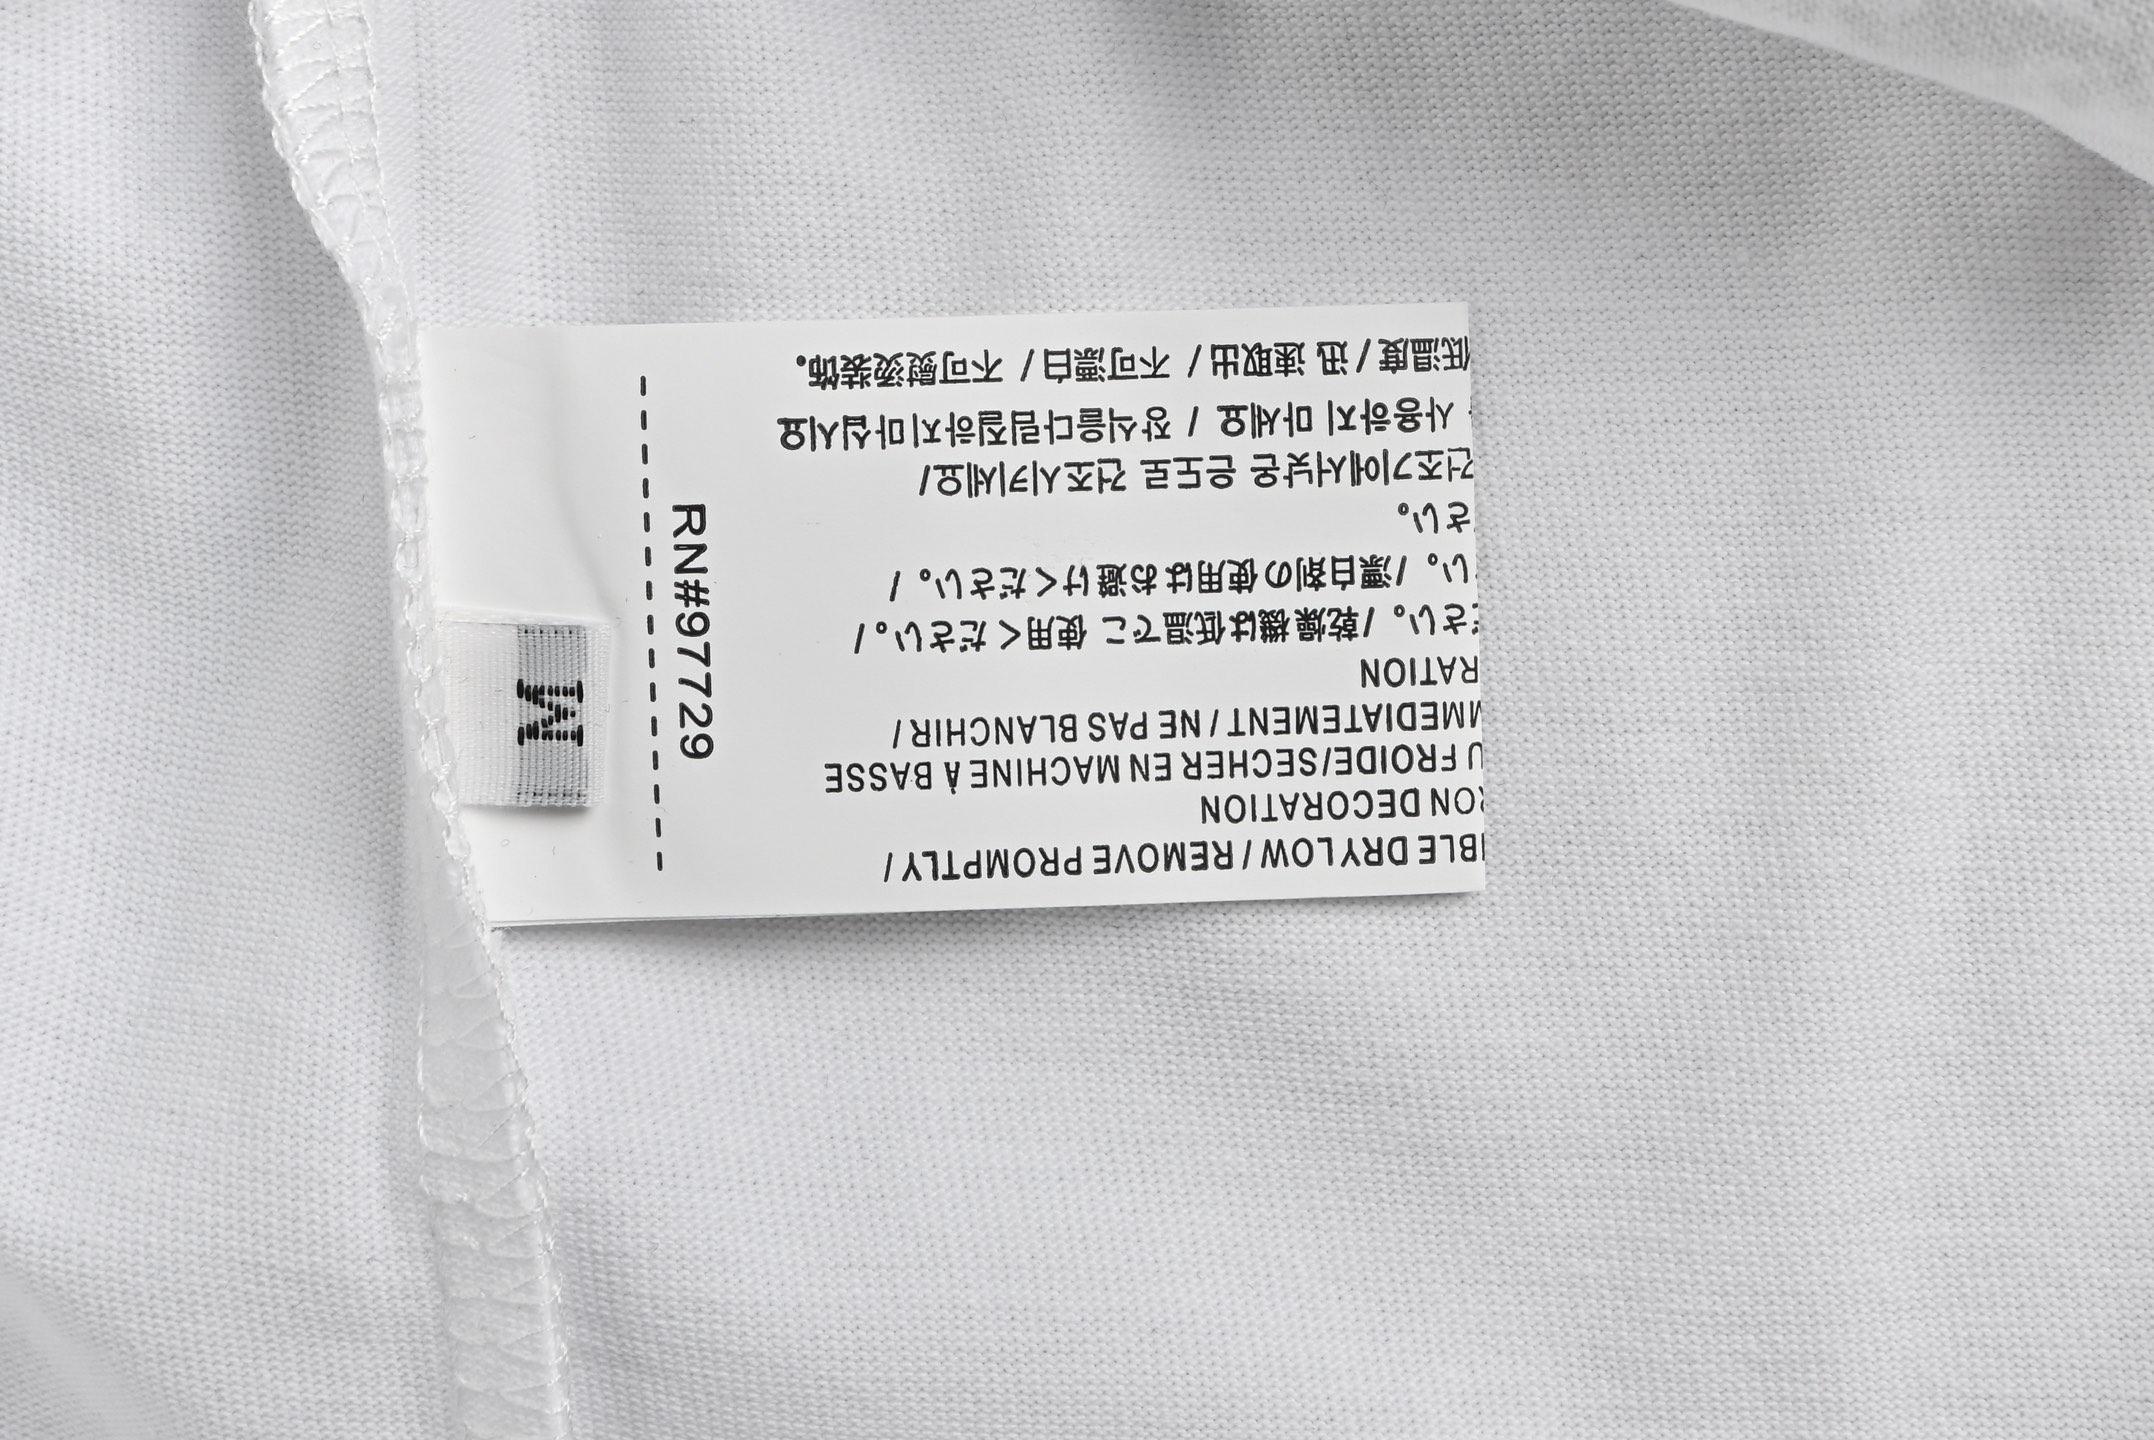 BLE DRY LOW / REMOVE PROMPTLY /
RON DECORATION
U FROIDE/SECHER EN MACHINE À BASSE
MMEDIATEMENT / NE PAS BLANCHIR /
RATION
ださい。/乾燥機は低温でご使用ください。/
い。/漂白剤の使用はお避けください。/
さい。
건조기에서낮은 온도로 건조시키세요/
사용하지 마세요 / 장식을다림질하지마십시오
低温度/迅 速取出/ 不可漂白/ 不可熨烫装饰。
RN#97729
M